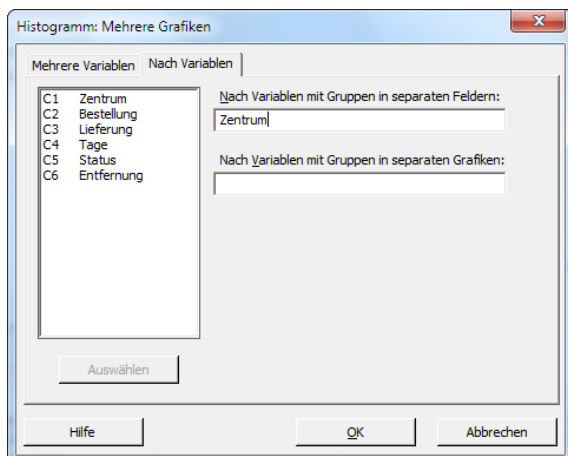 Histogramm: Mehrere Grafiken
Mehrere Variablen Nach Variablen
C1 Zentrum
C2 Bestellung
C3 Lieferung
C4 Tage
C5 Status
C6 Entfernung
Nach Variablen mit Gruppen in separaten Feldern:
Zentrum
Nach Variablen mit Gruppen in separaten Grafiken:
Auswählen
Hilfe OK Abbrechen